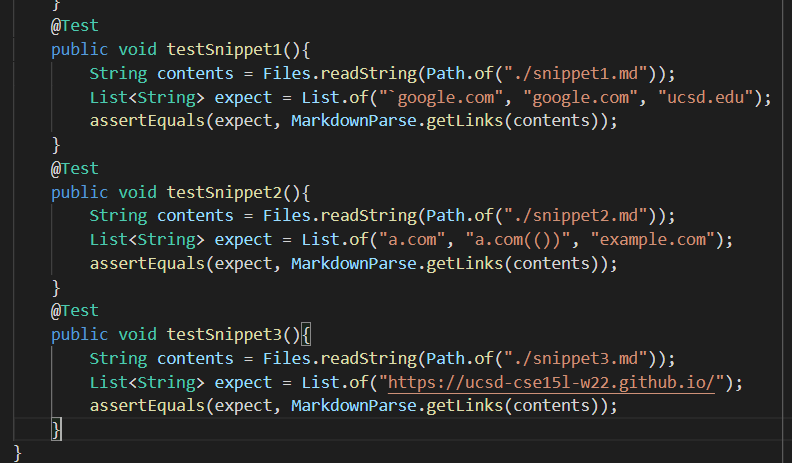 }
@Test
public void testSnippet1(){
String contents = Files.readString(Path.of("./snippet1.md"));
List<String> expect = List.of("`google.com", "google.com", "ucsd.edu");
assertEquals(expect, MarkdownParse.getLinks(contents));
}
@Test
public void testSnippet2(){
String contents = Files.readString(Path.of("./snippet2.md"));
List<String> expect = List.of("a.com", "a.com(())", "example.com");
assertEquals(expect, MarkdownParse.getLinks(contents));
}
@Test
public void testSnippet3(){
String contents = Files.readString(Path.of("./snippet3.md"));
List<String> expect = List.of("https://ucsd-cse15l-w22.github.io/");
assertEquals(expect, MarkdownParse.getLinks(contents));
}
}